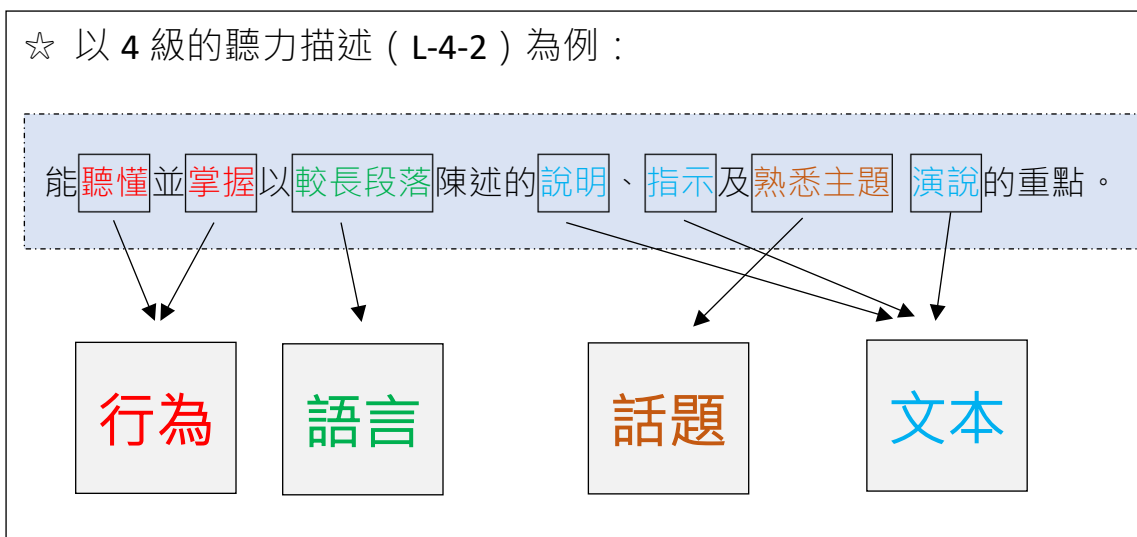 ☆ 以 4 級的聽力描述（L-4-2）為例：
能聽懂並掌握以較長段落陳述的說明、指示及熟悉主題 演說的重點。
行為 語言 話題 文本